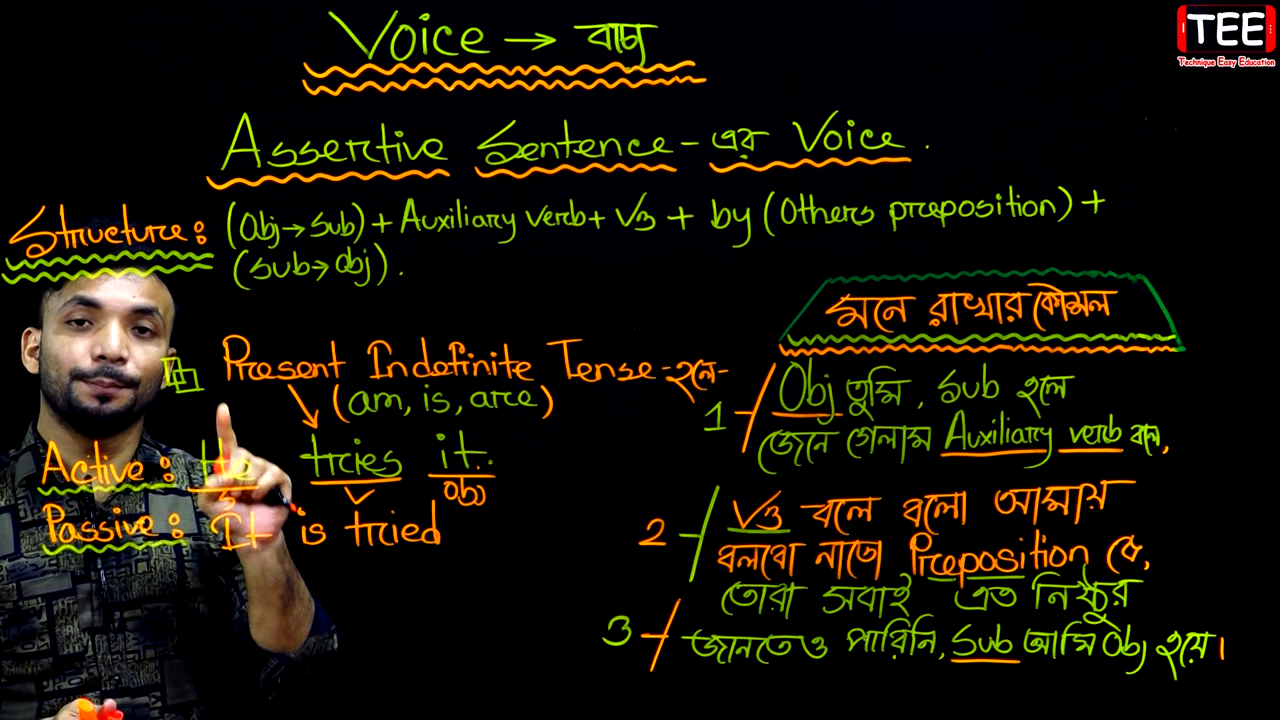 Voice → বাচ্য
TEE
Technique Easy Education
Assertive Sentence - এর Voice.
Structure: (Obj → Sub) + Auxiliary verb + V3 + by (Others preposition) +
(Sub → obj).
মনে রাখার কৌশল
Present Indefinite Tense - হলে -
(am, is, are)
Active: He tries it.
S V obj
Passive: It is tried
1 Obj তুমি, Sub হলে
জেনে গেলাম Auxiliary verb বলে,
2 V3 বলে বলো আমায়
বলবো নাতো Preposition কে,
3 তোরা সবাই এত নিষ্ঠুর
জানতেও পারিনি, Sub আমি Obj হয়ে।